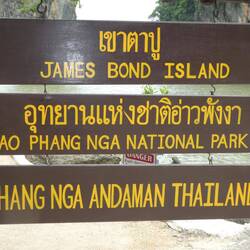 เขาตาปู
JAMES BOND ISLAND
อุทยานแห่งชาติอ่าวพังงา
AO PHANG NGA NATIONAL PARK
DANGER
HANG NGA ANDAMAN THAILAND